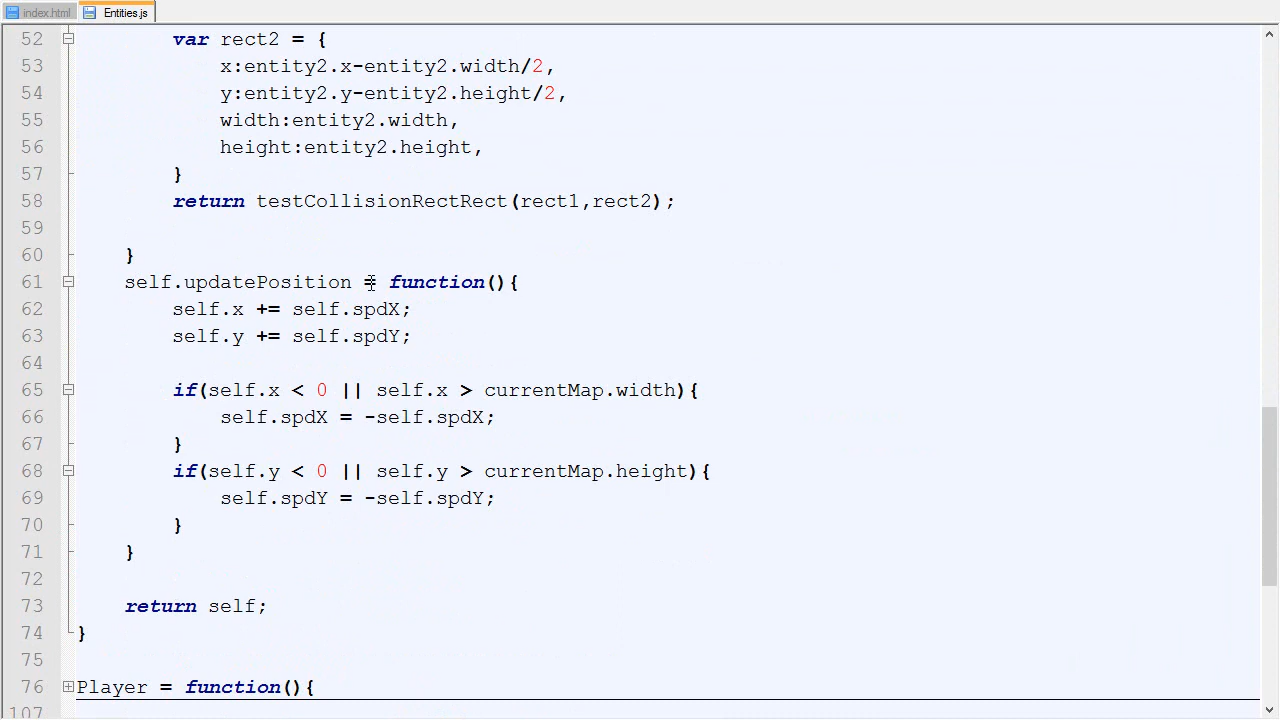 index.html Entities.js
52 var rect2 = {
53 x:entity2.x-entity2.width/2,
54 y:entity2.y-entity2.height/2,
55 width:entity2.width,
56 height:entity2.height,
57 }
58 return testCollisionRectRect(rect1,rect2);
59
60 }
61 self.updatePosition = function(){
62 self.x += self.spdX;
63 self.y += self.spdY;
64
65 if(self.x < 0 || self.x > currentMap.width){
66 self.spdX = -self.spdX;
67 }
68 if(self.y < 0 || self.y > currentMap.height){
69 self.spdY = -self.spdY;
70 }
71 }
72
73 return self;
74 }
75
76 Player = function(){
107